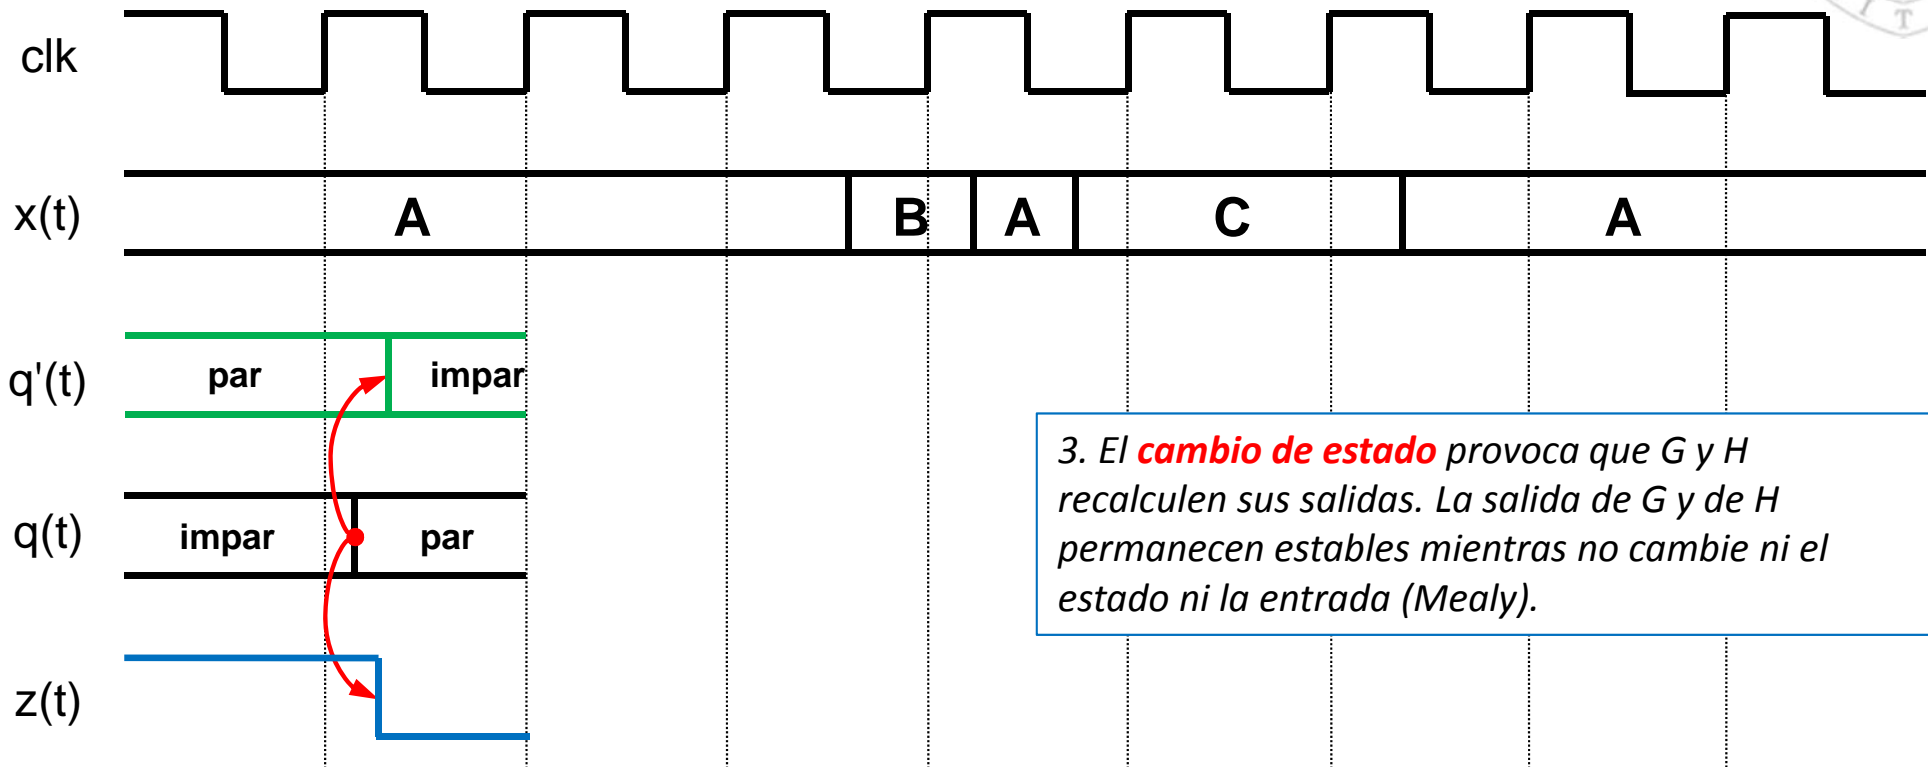 clk
x(t)
A
B
A
C
A
q'(t)
par
impar
q(t)
impar
par
z(t)
3. El cambio de estado provoca que G y H
recalculen sus salidas. La salida de G y de H
permanecen estables mientras no cambie ni el
estado ni la entrada (Mealy).